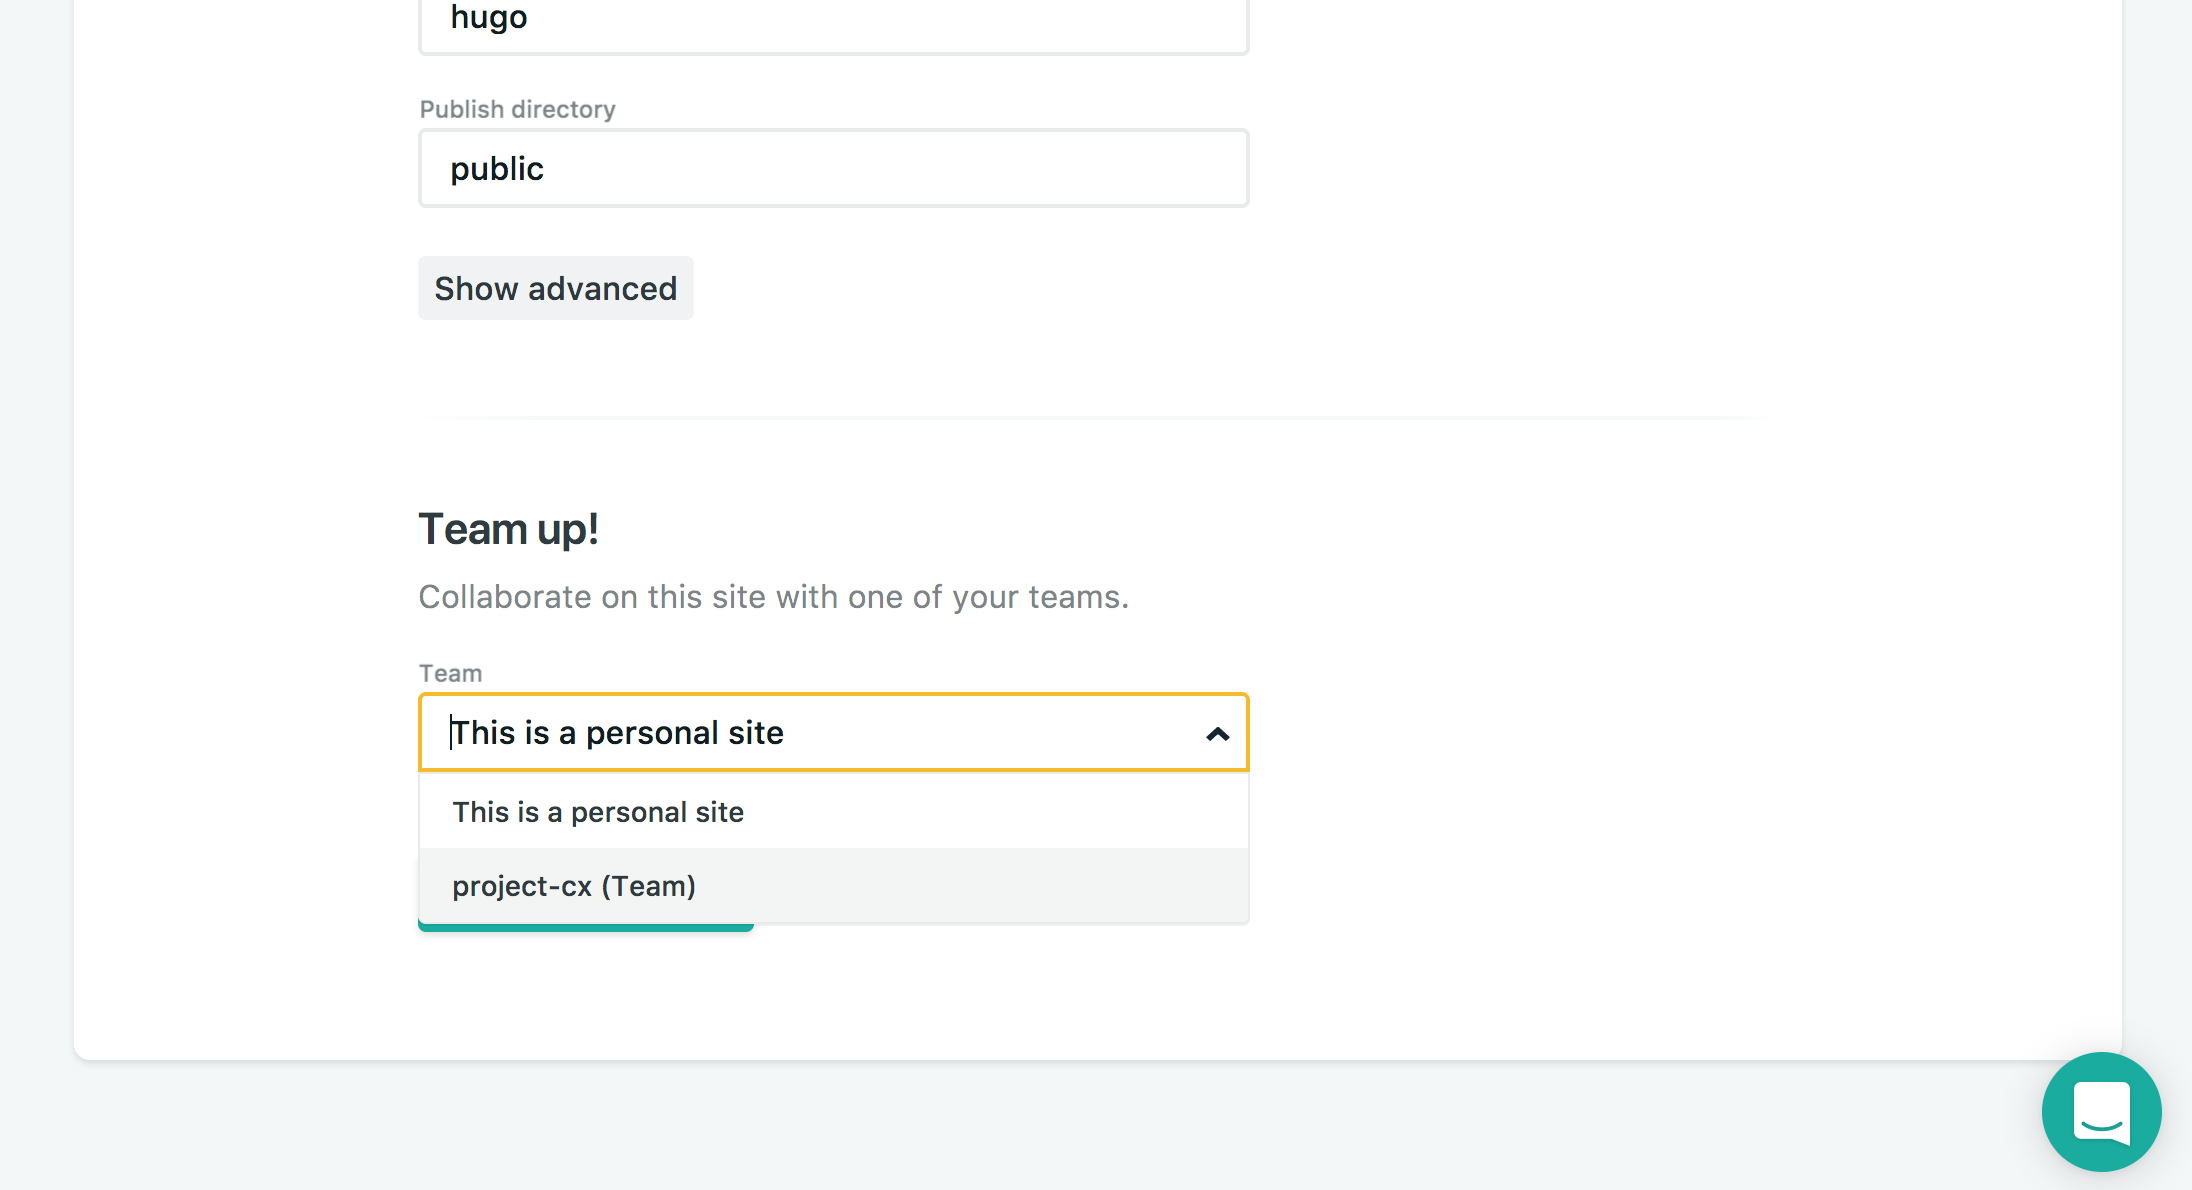 hugo
Publish directory
public
Show advanced
Team up!
Collaborate on this site with one of your teams.
Team
This is a personal site
This is a personal site
project-cx (Team)